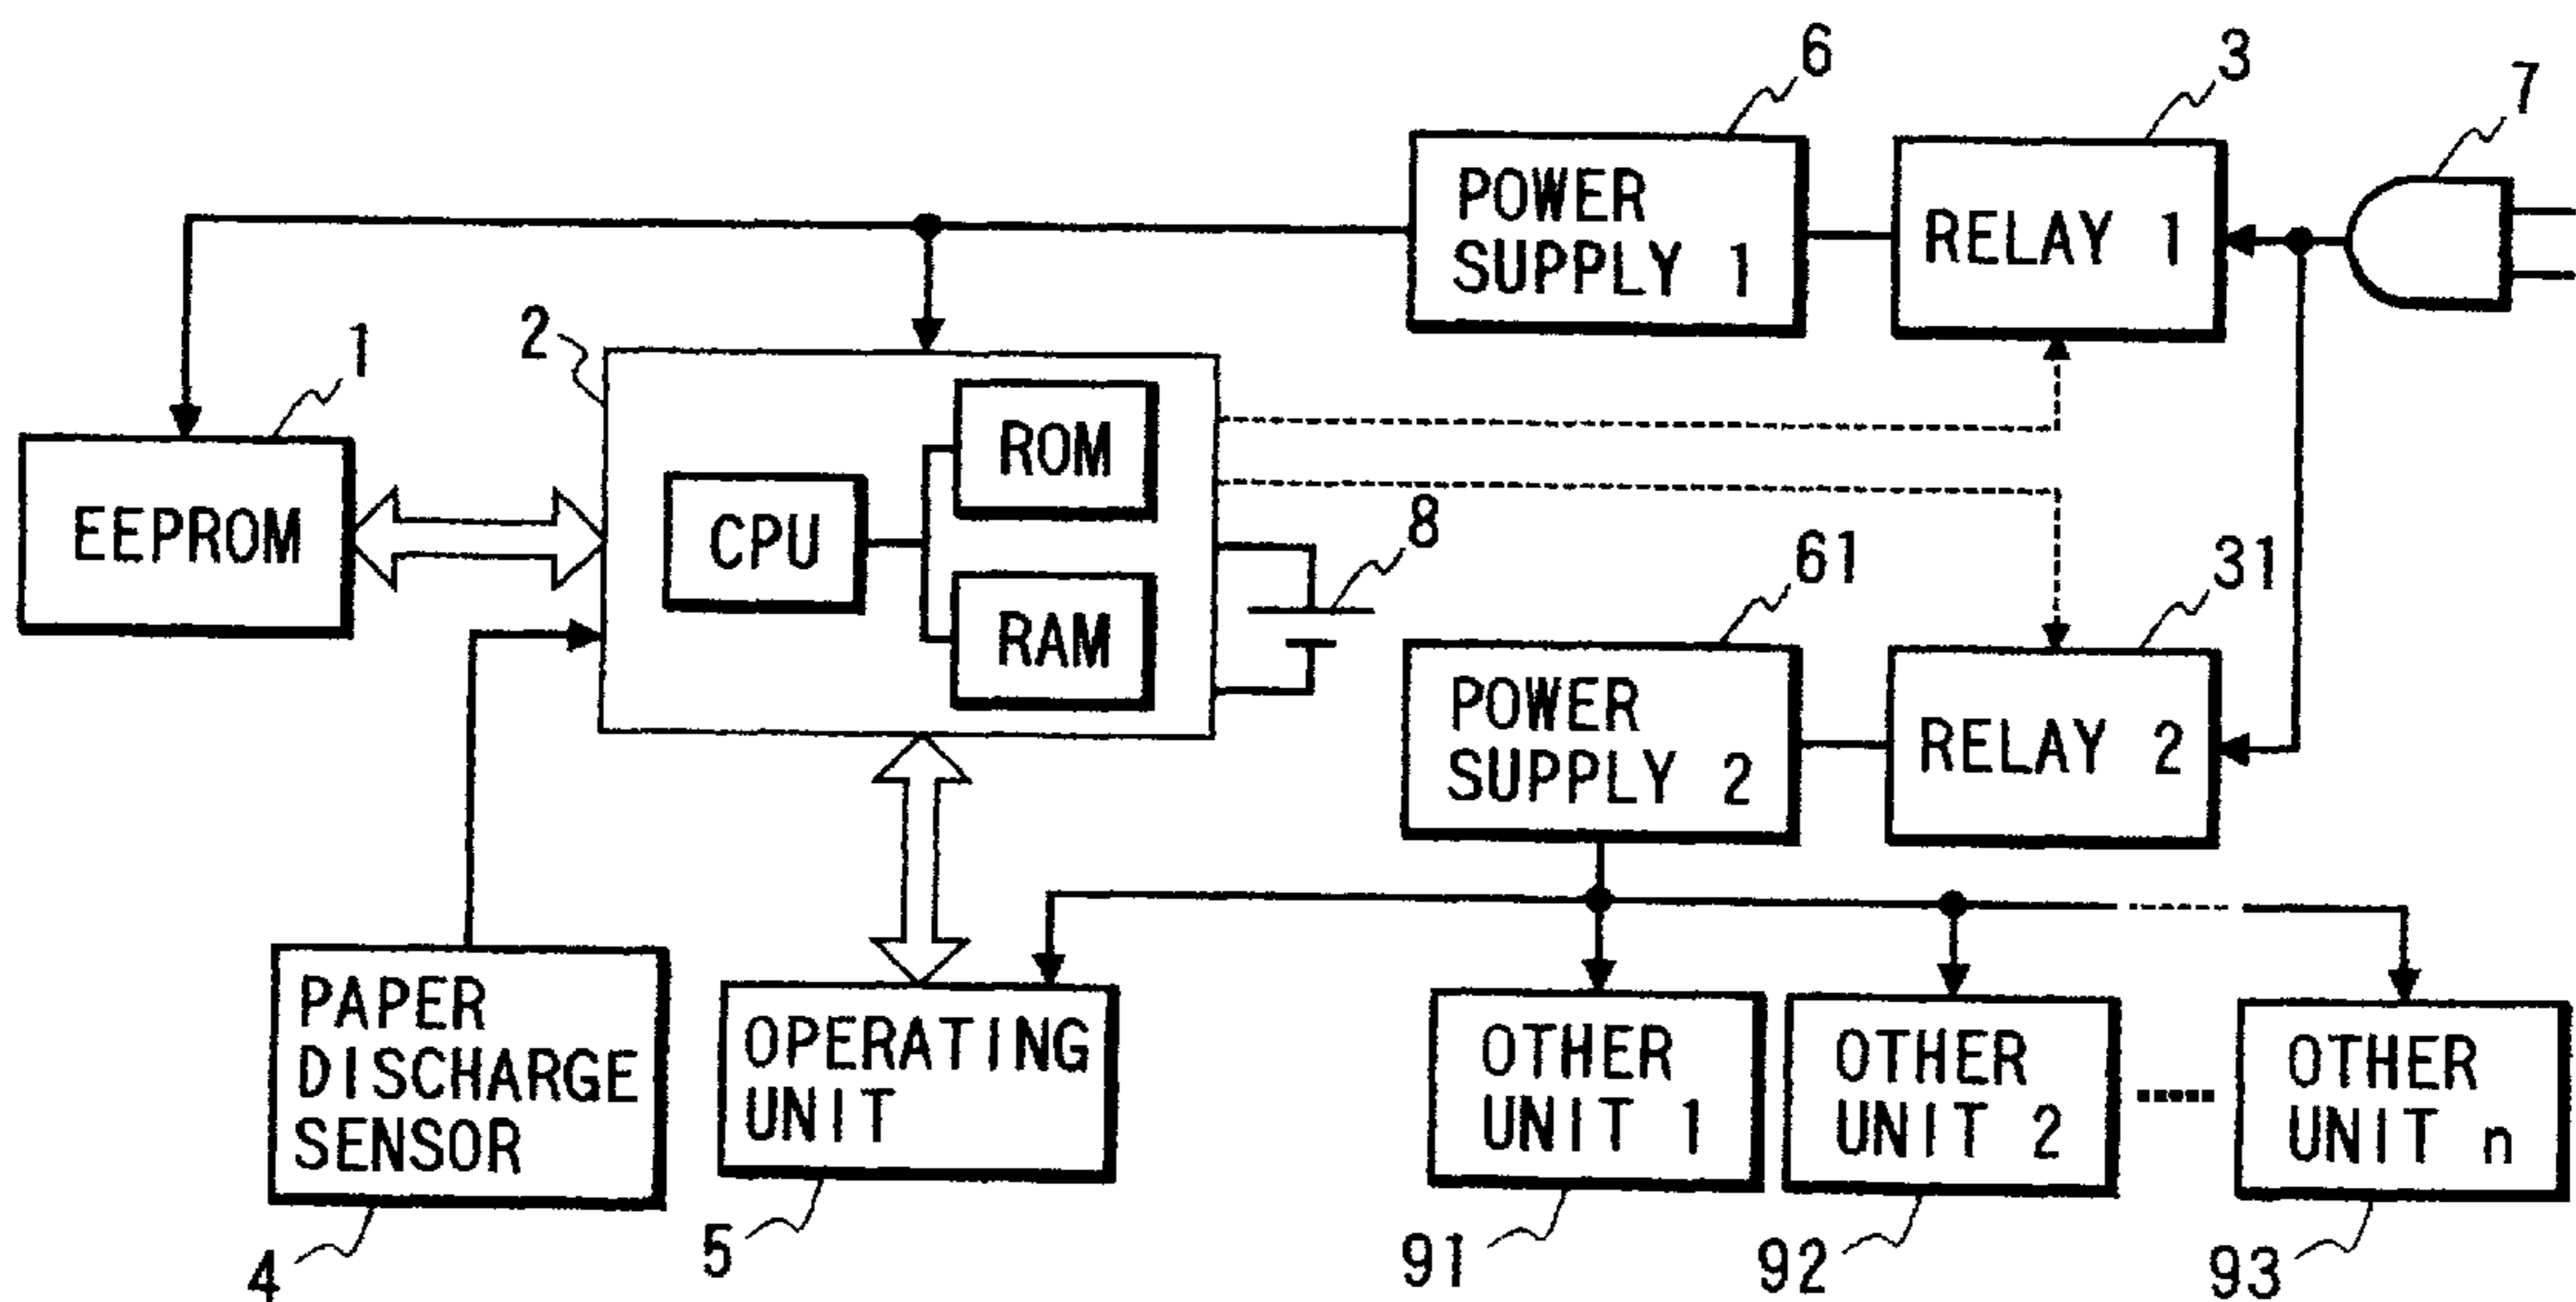 6
3
7
POWER
SUPPLY 1
RELAY 1
1
2
EEPROM
CPU
ROM
RAM
8
61
31
POWER
SUPPLY 2
RELAY 2
PAPER
DISCHARGE
SENSOR
OPERATING
UNIT
OTHER
UNIT 1
OTHER
UNIT 2
OTHER
UNIT n
4
5
91
92
93